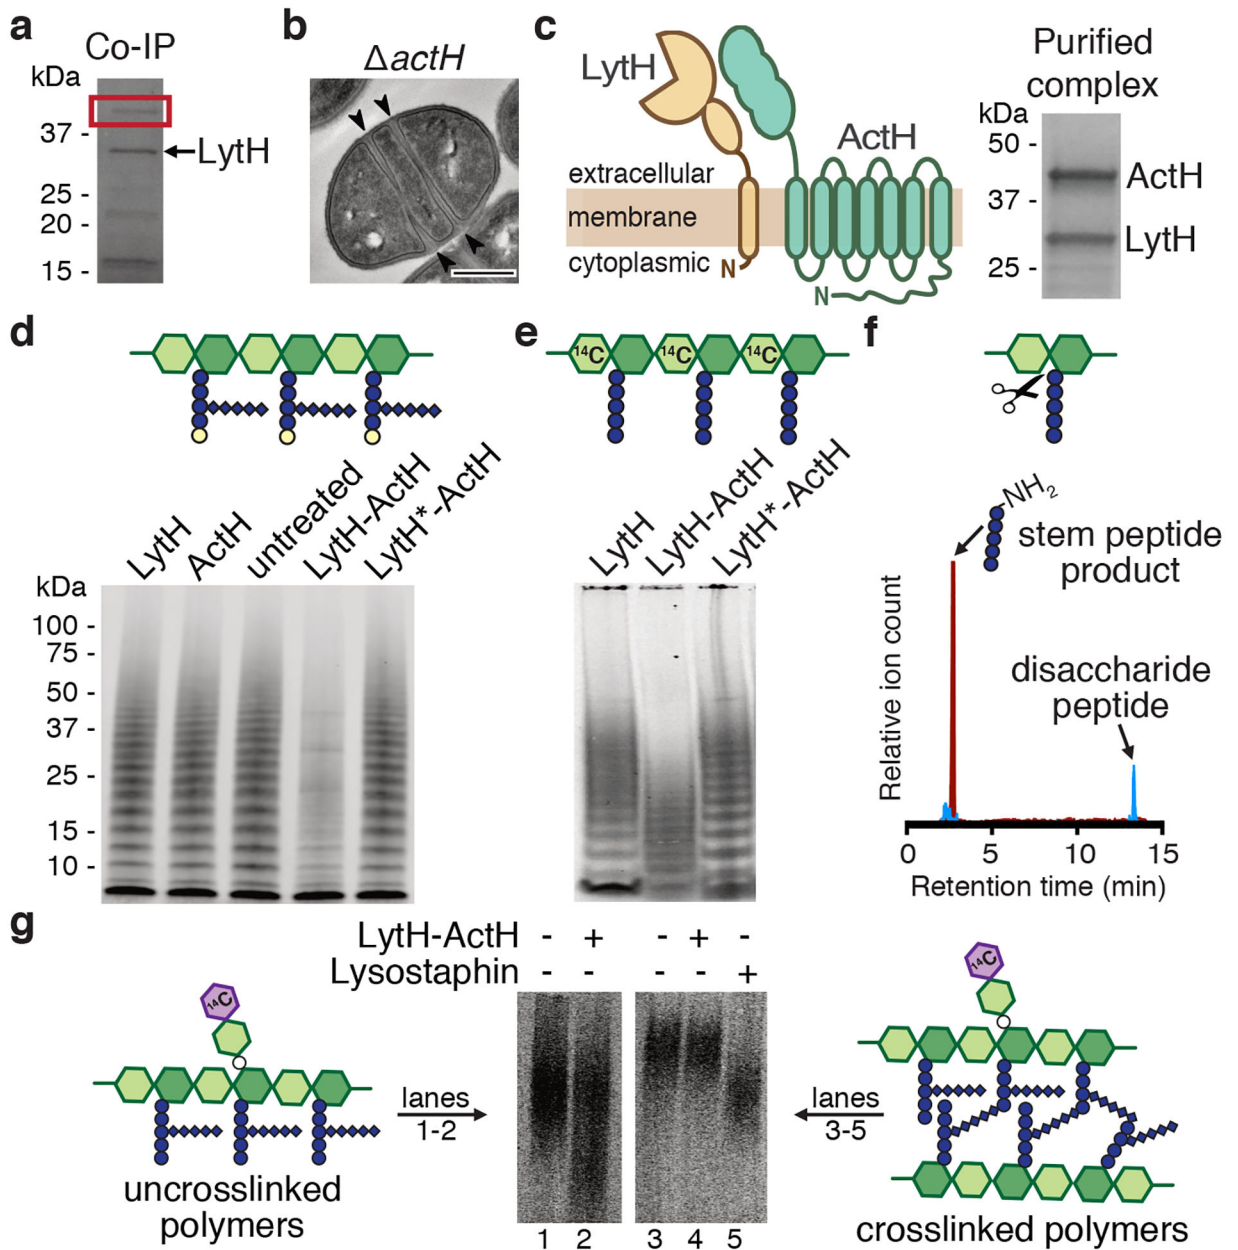 a
Co-IP
kDa
37 -
LytH
25 -
20 -
15 -
b
ΔactH
c
LytH
ActH
extracellular
membrane
cytoplasmic
N
N
Purified
complex
kDa
50 -
ActH
37 -
LytH
25 -
d
LytH
ActH
untreated
LytH-ActH
LytH*-ActH
kDa
100 -
75 -
50 -
37 -
25 -
15 -
10 -
e
14C
14C
14C
LytH
LytH-ActH
LytH*-ActH
f
-NH2
stem peptide
product
disaccharide
peptide
Relative ion count
0 5 10 15
Retention time (min)
g
LytH-ActH - + - + -
Lysostaphin - - - - +
14C
lanes
1-2
uncrosslinked
polymers
1 2 3 4 5
14C
lanes
3-5
crosslinked polymers